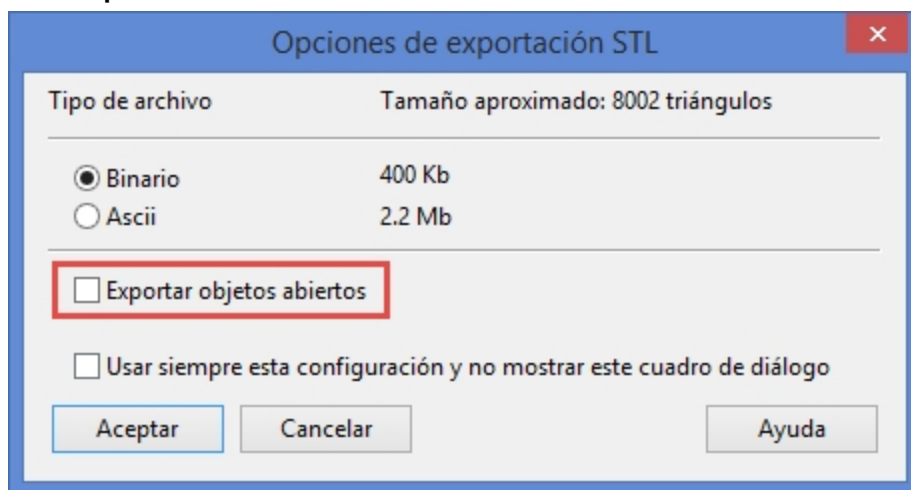 Opciones de exportación STL
Tipo de archivo Tamaño aproximado: 8002 triángulos
Binario 400 Kb
Ascii 2.2 Mb
Exportar objetos abiertos
Usar siempre esta configuración y no mostrar este cuadro de diálogo
Aceptar Cancelar Ayuda